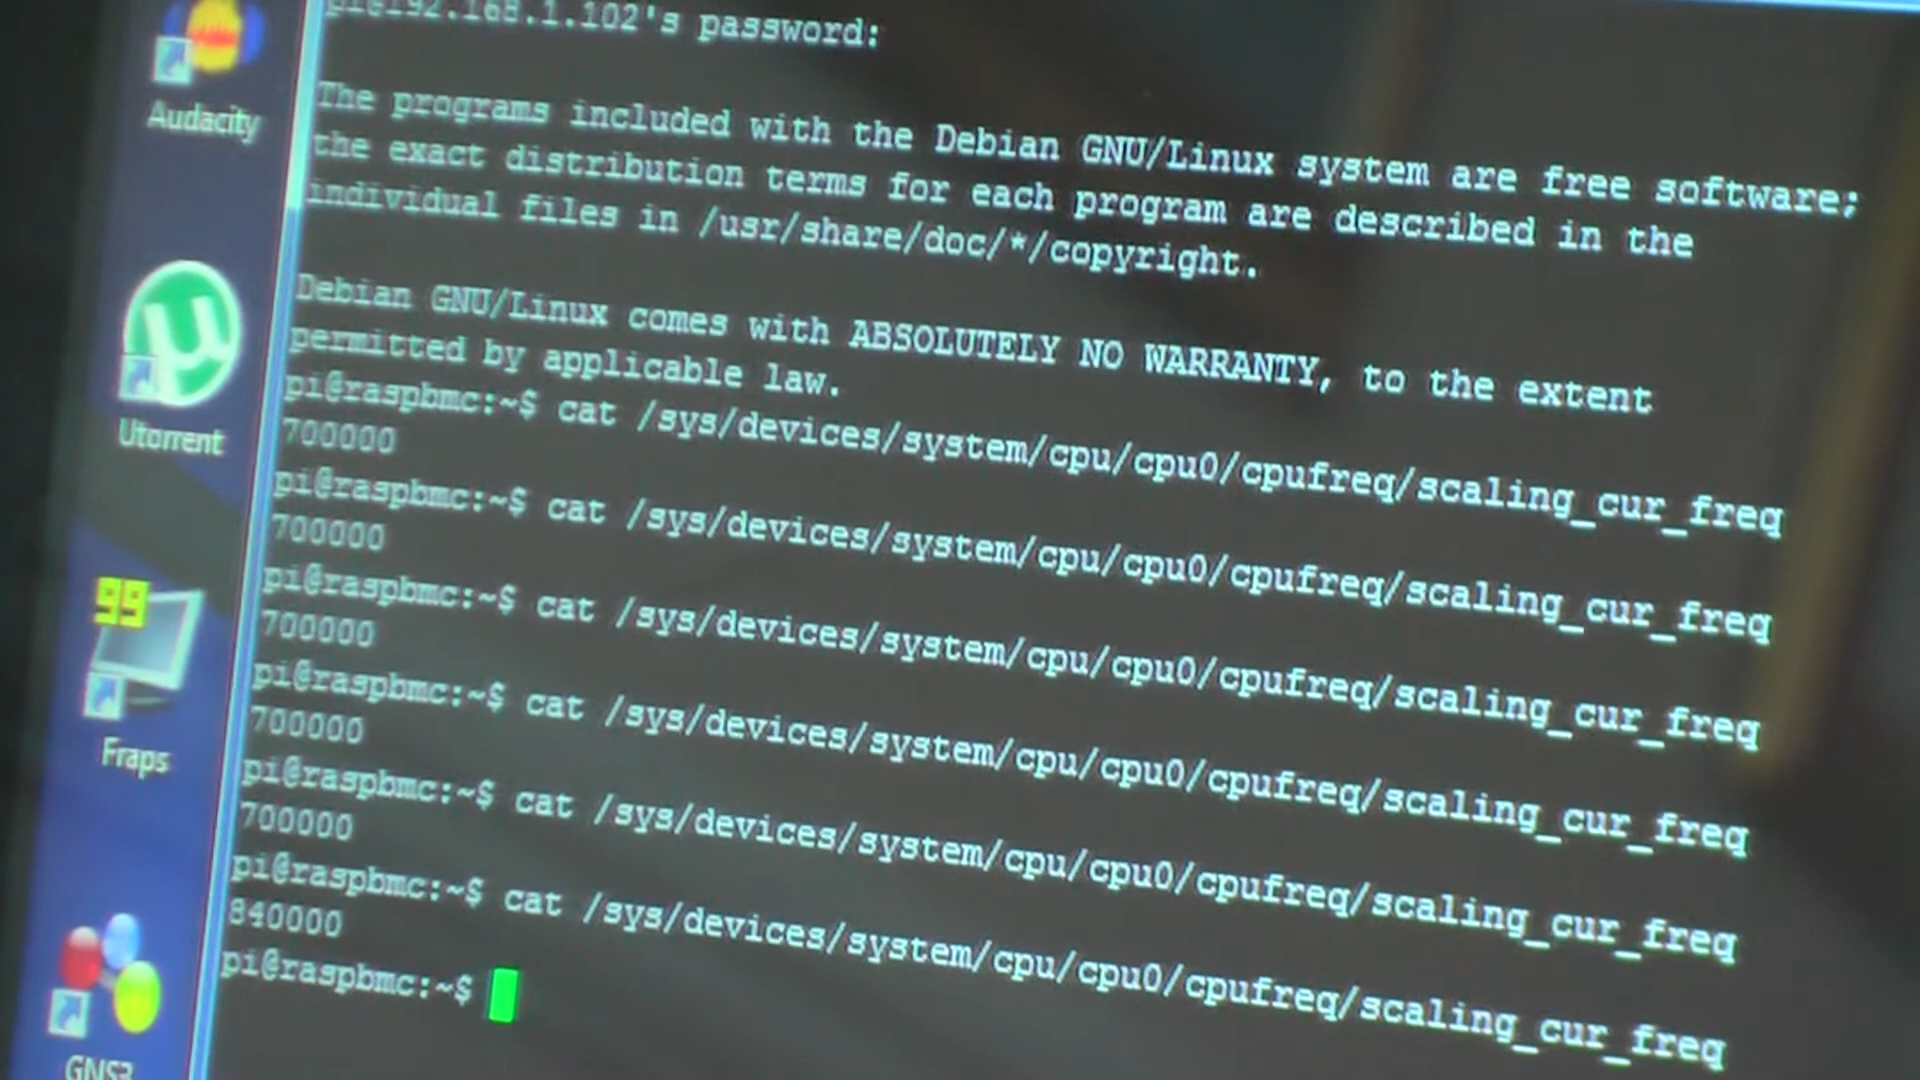 pi@192.168.1.102's password:
The programs included with the Debian GNU/Linux system are free software;
the exact distribution terms for each program are described in the
individual files in /usr/share/doc/*/copyright.
Debian GNU/Linux comes with ABSOLUTELY NO WARRANTY, to the extent
permitted by applicable law.
pi@raspbmc:~$ cat /sys/devices/system/cpu/cpu0/cpufreq/scaling_cur_freq
700000
pi@raspbmc:~$ cat /sys/devices/system/cpu/cpu0/cpufreq/scaling_cur_freq
700000
pi@raspbmc:~$ cat /sys/devices/system/cpu/cpu0/cpufreq/scaling_cur_freq
700000
pi@raspbmc:~$ cat /sys/devices/system/cpu/cpu0/cpufreq/scaling_cur_freq
700000
pi@raspbmc:~$ cat /sys/devices/system/cpu/cpu0/cpufreq/scaling_cur_freq
700000
pi@raspbmc:~$ cat /sys/devices/system/cpu/cpu0/cpufreq/scaling_cur_freq
840000
pi@raspbmc:~$
Audacity
Utorrent
99
Fraps
GNS3